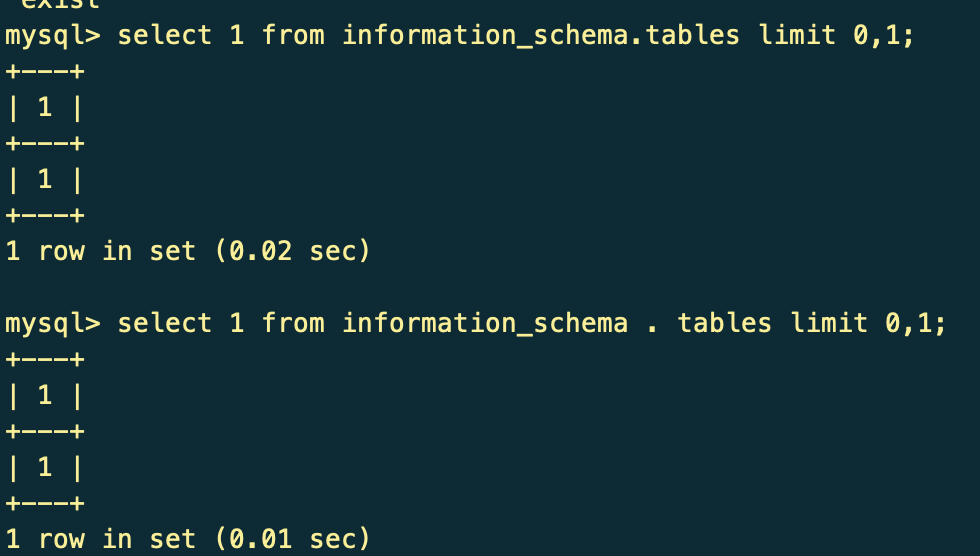 exist
mysql> select 1 from information_schema.tables limit 0,1;
+---+
| 1 |
+---+
| 1 |
+---+
1 row in set (0.02 sec)
mysql> select 1 from information_schema . tables limit 0,1;
+---+
| 1 |
+---+
| 1 |
+---+
1 row in set (0.01 sec)